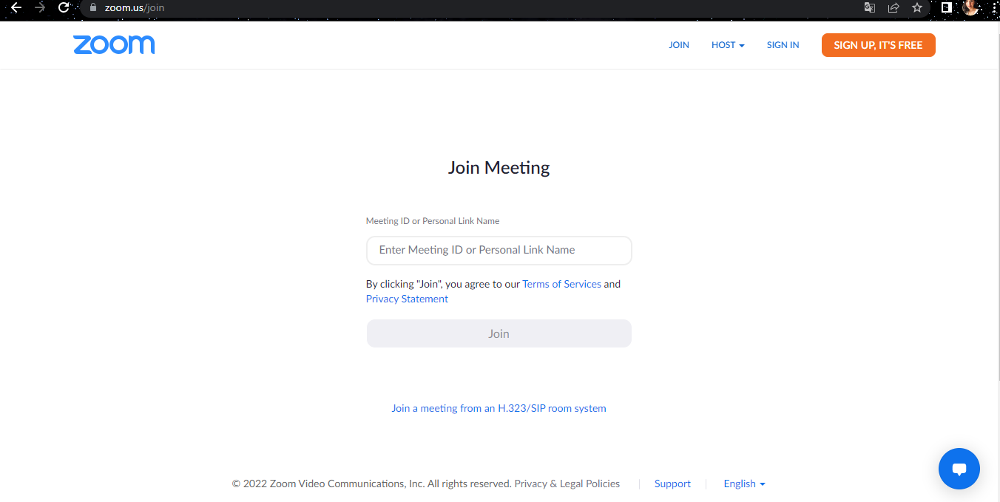 zoom.us/join
zoom
JOIN
HOST
SIGN IN
SIGN UP, IT'S FREE
Join Meeting
Meeting ID or Personal Link Name
Enter Meeting ID or Personal Link Name
By clicking "Join", you agree to our Terms of Services and
Privacy Statement
Join
Join a meeting from an H.323/SIP room system
© 2022 Zoom Video Communications, Inc. All rights reserved. Privacy & Legal Policies
Support
English